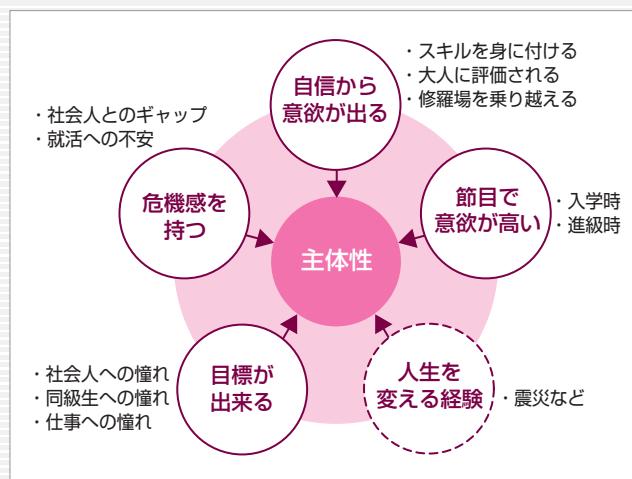 ・スキルを身に付ける
・大人に評価される
・修羅場を乗り越える
自信から
意欲が出る
・社会人とのギャップ
・就活への不安
危機感を
持つ
節目で
意欲が高い
・入学時
・進級時
主体性
・社会人への憧れ
・同級生への憧れ
・仕事への憧れ
目標が
出来る
人生を
変える経験
・震災など